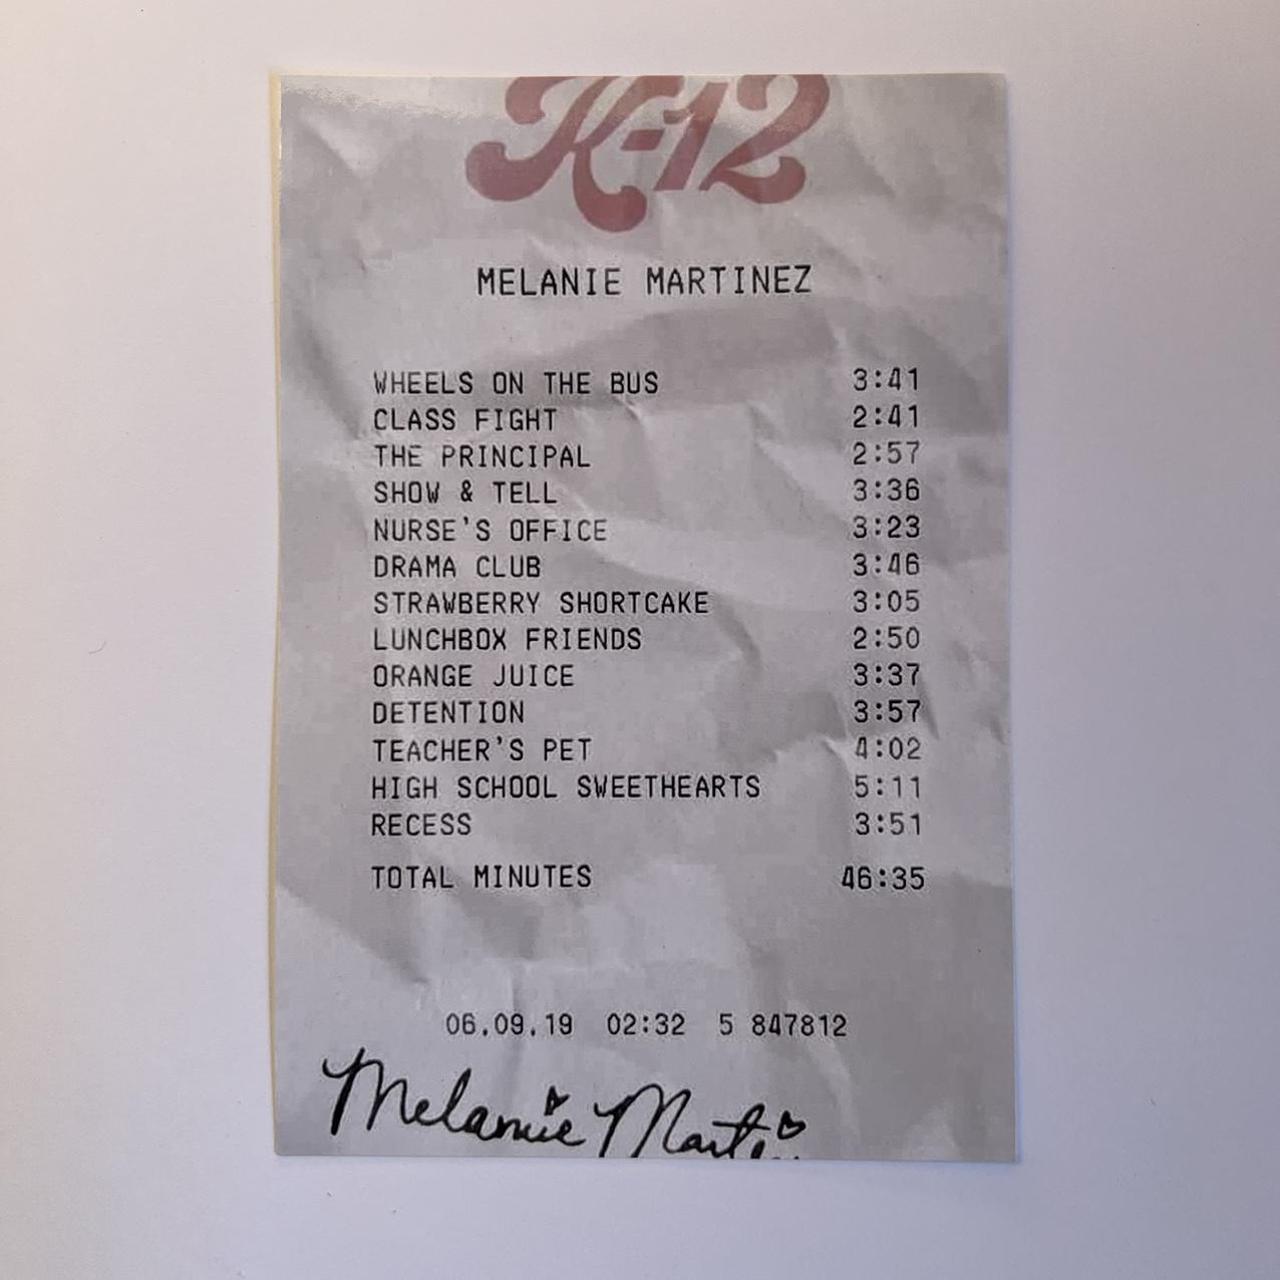 K-12
MELANIE MARTINEZ
WHEELS ON THE BUS 3:41
CLASS FIGHT 2:41
THE PRINCIPAL 2:57
SHOW & TELL 3:36
NURSE'S OFFICE 3:23
DRAMA CLUB 3:46
STRAWBERRY SHORTCAKE 3:05
LUNCHBOX FRIENDS 2:50
ORANGE JUICE 3:37
DETENTION 3:57
TEACHER'S PET 4:02
HIGH SCHOOL SWEETHEARTS 5:11
RECESS 3:51
TOTAL MINUTES 46:35
06.09.19 02:32 5 847812
Melanie Marti